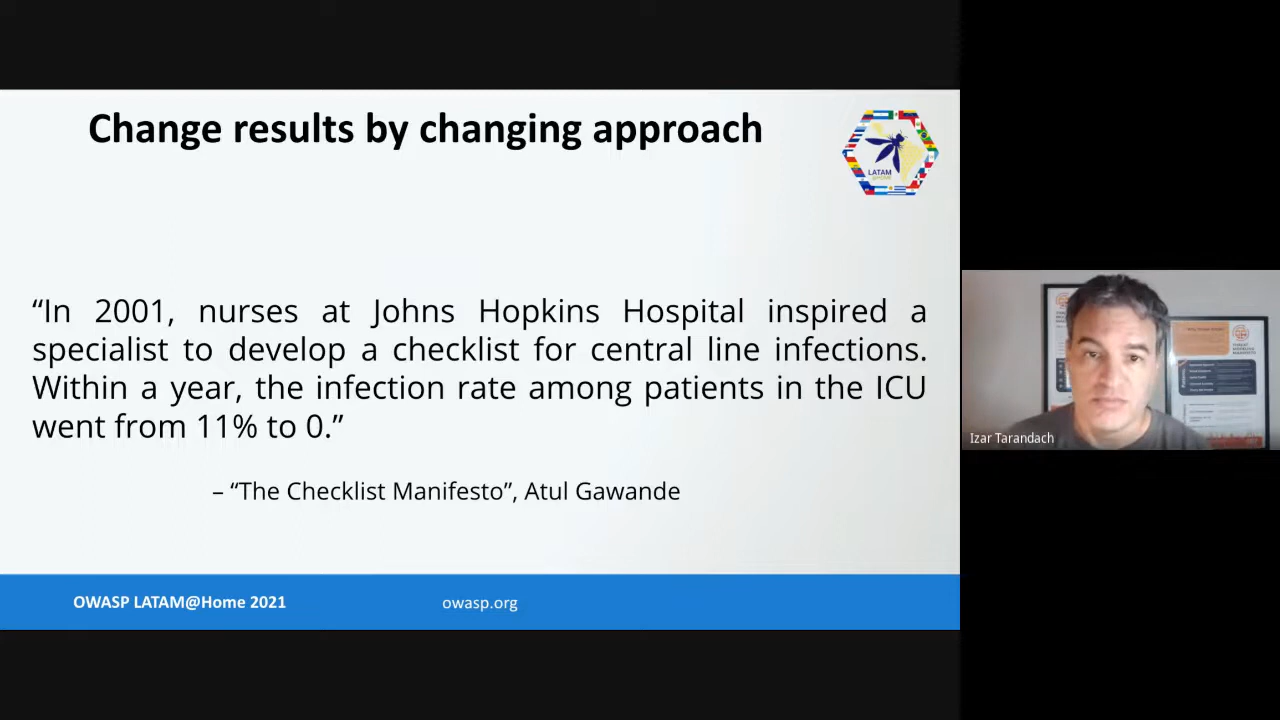 Change results by changing approach
LATAM
@HOME
“In 2001, nurses at Johns Hopkins Hospital inspired a
specialist to develop a checklist for central line infections.
Within a year, the infection rate among patients in the ICU
went from 11% to 0.”
– “The Checklist Manifesto”, Atul Gawande
Izar Tarandach
OWASP LATAM@Home 2021
owasp.org